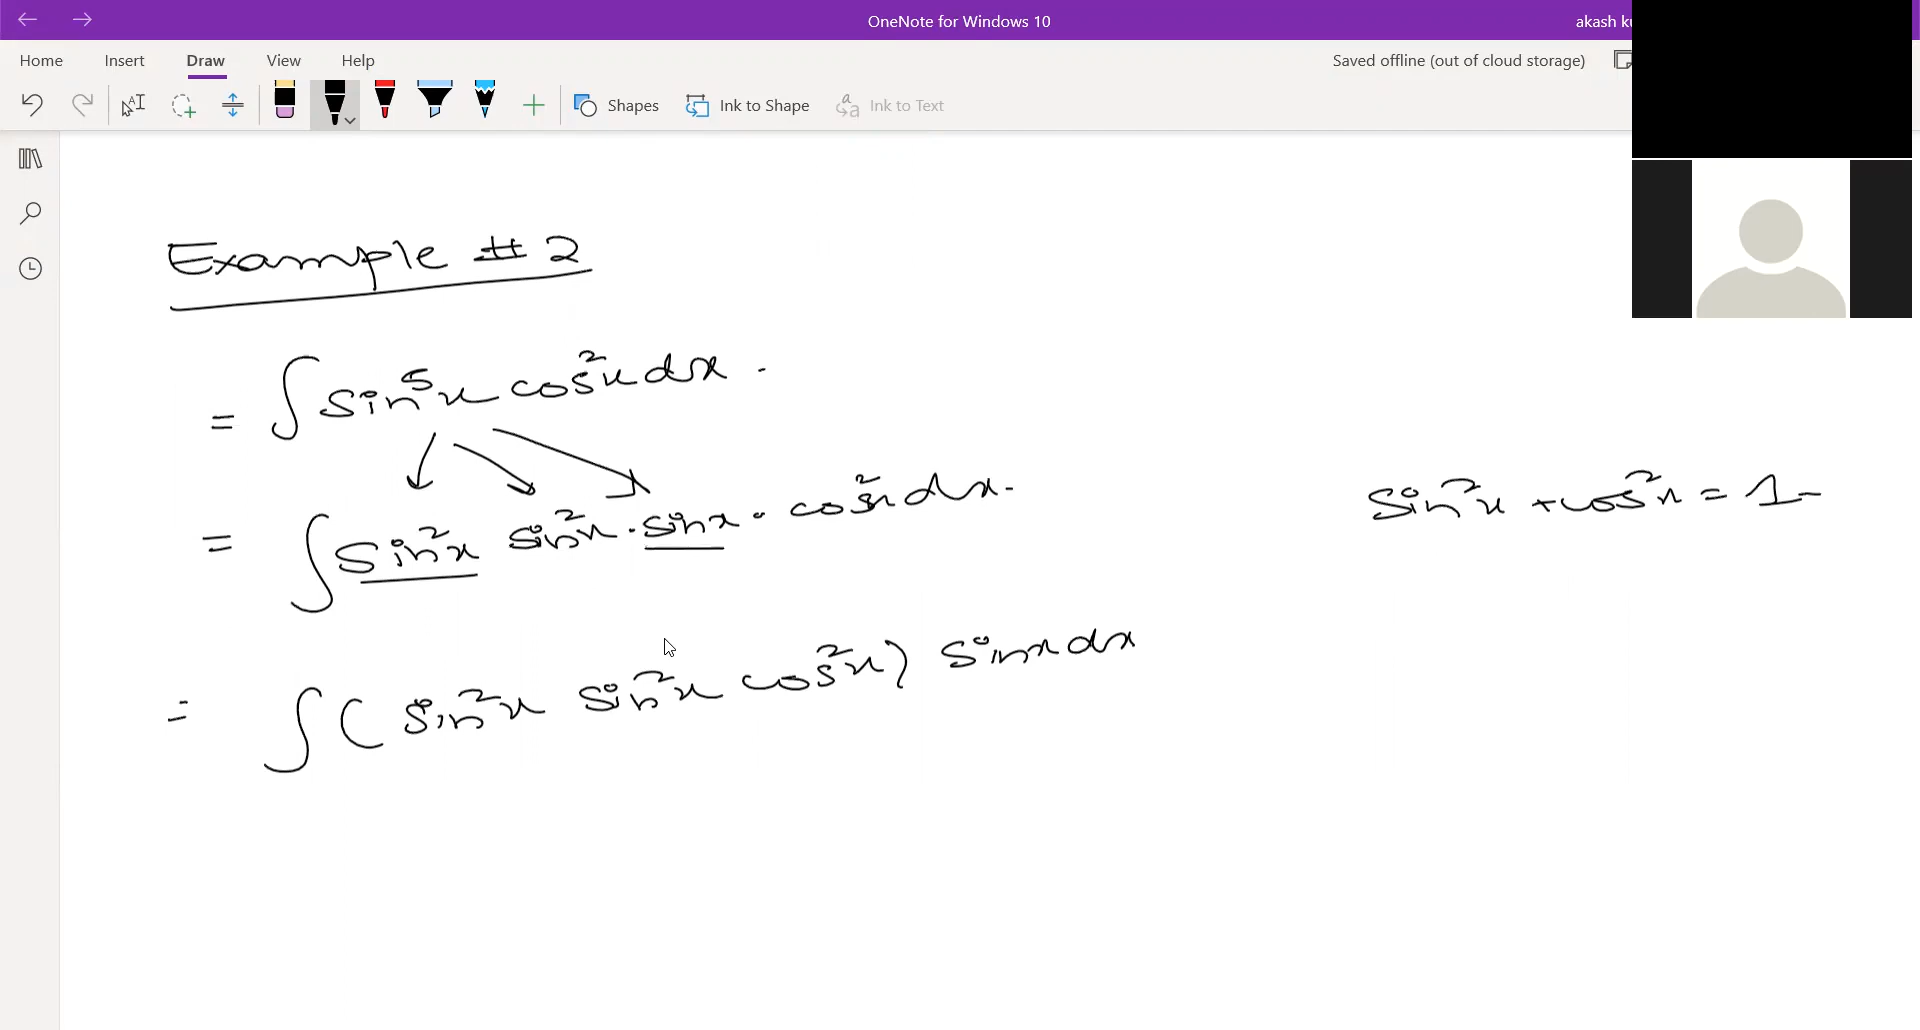 OneNote for Windows 10
akash ku
Home Insert Draw View Help
Saved offline (out of cloud storage)
Shapes Ink to Shape Ink to Text
Example # 2
= ∫ sin⁵x cos²x dx .
= ∫ sin²x sin²x · sinx · cos²x dx .
sin²x + cos²x = 1
= ∫ ( sin²x sin²x cos²x ) sinx dx